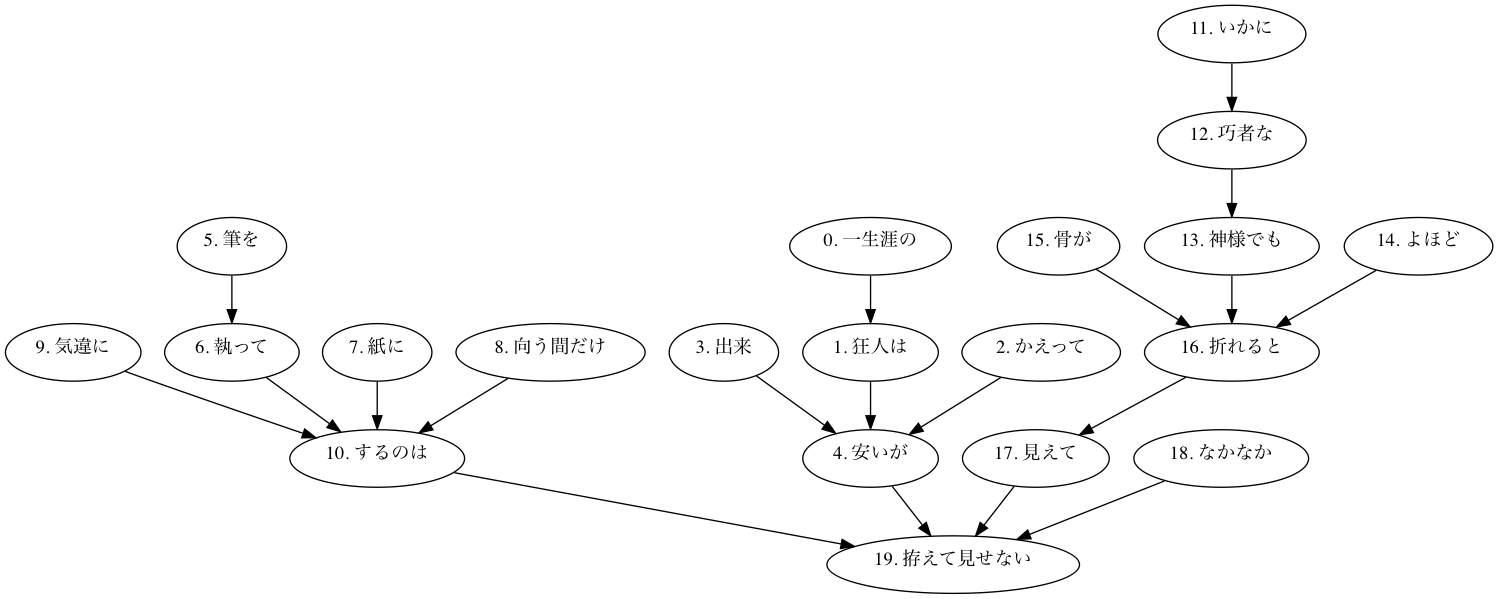 11. いかに
12. 巧者な
5. 筆を
0. 一生涯の
15. 骨が
13. 神様でも
14. よほど
9. 気違に
6. 執って
7. 紙に
8. 向う間だけ
3. 出来
1. 狂人は
2. かえって
16. 折れると
10. するのは
4. 安いが
17. 見えて
18. なかなか
19. 拵えて見せない